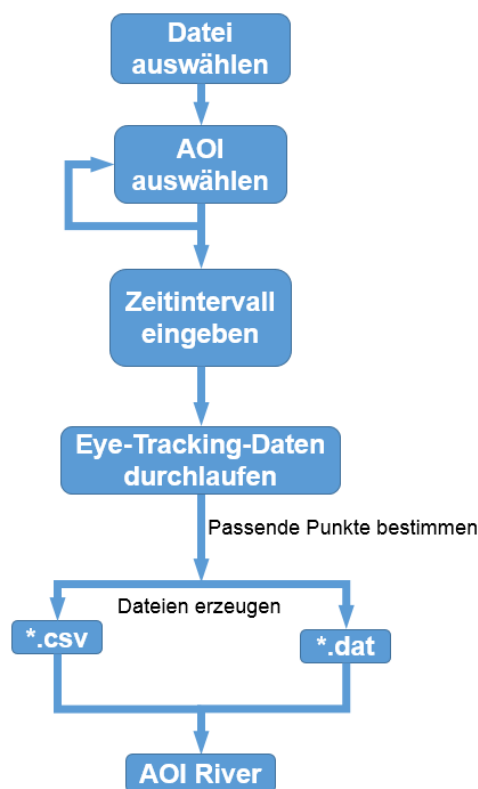 Datei
auswählen
AOI
auswählen
Zeitintervall
eingeben
Eye-Tracking-Daten
durchlaufen
Passende Punkte bestimmen
Dateien erzeugen
*.csv
*.dat
AOI River